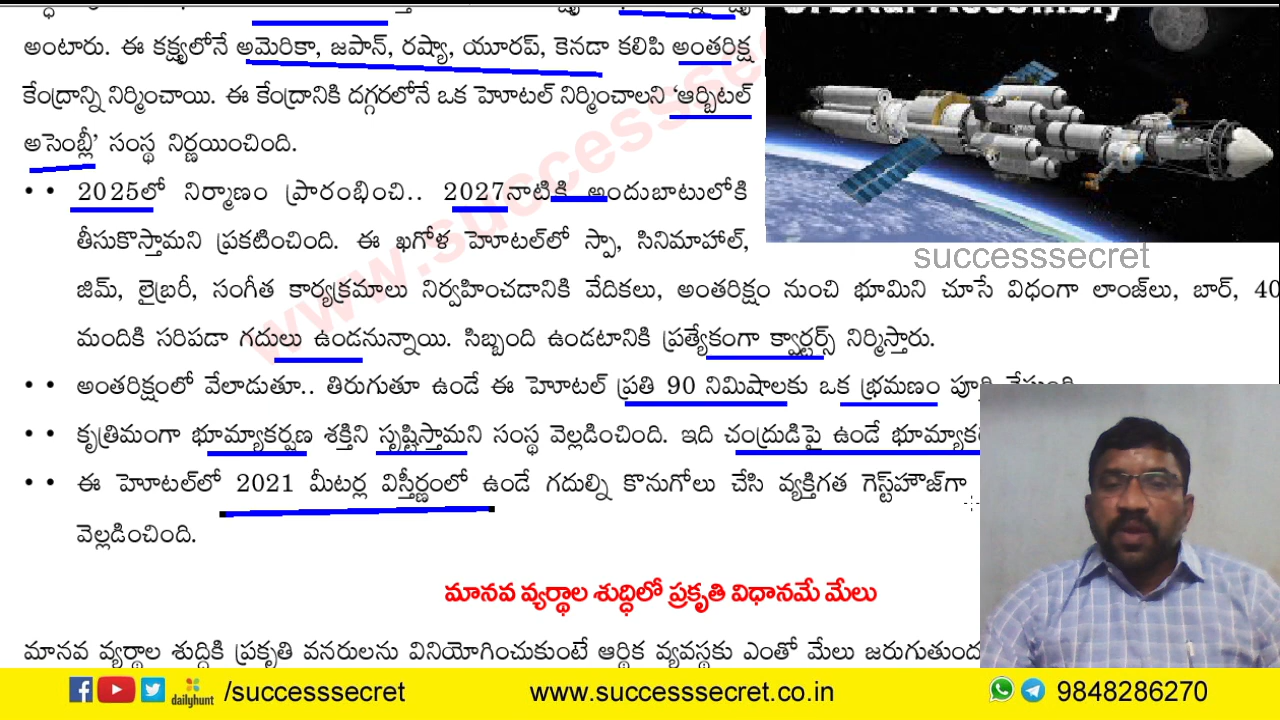 అంటారు. ఈ కక్ష్యలోనే అమెరికా, జపాన్, రష్యా, యూరప్, కెనడా కలిపి అంతరిక్ష
కేంద్రాన్ని నిర్మించాయి. ఈ కేంద్రానికి దగ్గరలోనే ఒక హెూటల్ నిర్మించాలని ‘ఆర్బిటల్
అసెంబ్లీ’ సంస్థ నిర్ణయించింది.
•• 2025లో నిర్మాణం ప్రారంభించి.. 2027నాటికి అందుబాటులోకి
తీసుకొస్తామని ప్రకటించింది. ఈ ఖగోళ హెూటల్‌లో స్పా, సినిమాహాల్,
జిమ్, లైబ్రరీ, సంగీత కార్యక్రమాలు నిర్వహించడానికి వేదికలు, అంతరిక్షం నుంచి భూమిని చూసే విధంగా లాంజ్‌లు, బార్, 40
మందికి సరిపడా గదులు ఉండనున్నాయి. సిబ్బంది ఉండటానికి ప్రత్యేకంగా క్వార్టర్స్ నిర్మిస్తారు.
•• అంతరిక్షంలో వేలాడుతూ.. తిరుగుతూ ఉండే ఈ హెూటల్ ప్రతి 90 నిమిషాలకు ఒక భ్రమణం
•• కృత్రిమంగా భూమ్యాకర్షణ శక్తిని సృష్టిస్తామని సంస్థ వెల్లడించింది. ఇది చంద్రుడిపై ఉండే
•• ఈ హెూటల్‌లో 2021 మీటర్ల విస్తీర్ణంలో ఉండే గదుల్ని కొనుగోలు చేసి వ్యక్తిగత గెస్ట్‌హౌజ్‌గా
వెల్లడించింది.
successsecret
మానవ వ్యర్థాల శుద్ధిలో ప్రకృతి విధానమే మేలు
మానవ వ్యర్థాల శుద్ధికి ప్రకృతి వనరులను వినియోగించుకుంటే ఆర్థిక వ్యవస్థకు ఎంతో మేలు
dailyhunt /successsecret www.successsecret.co.in 9848286270